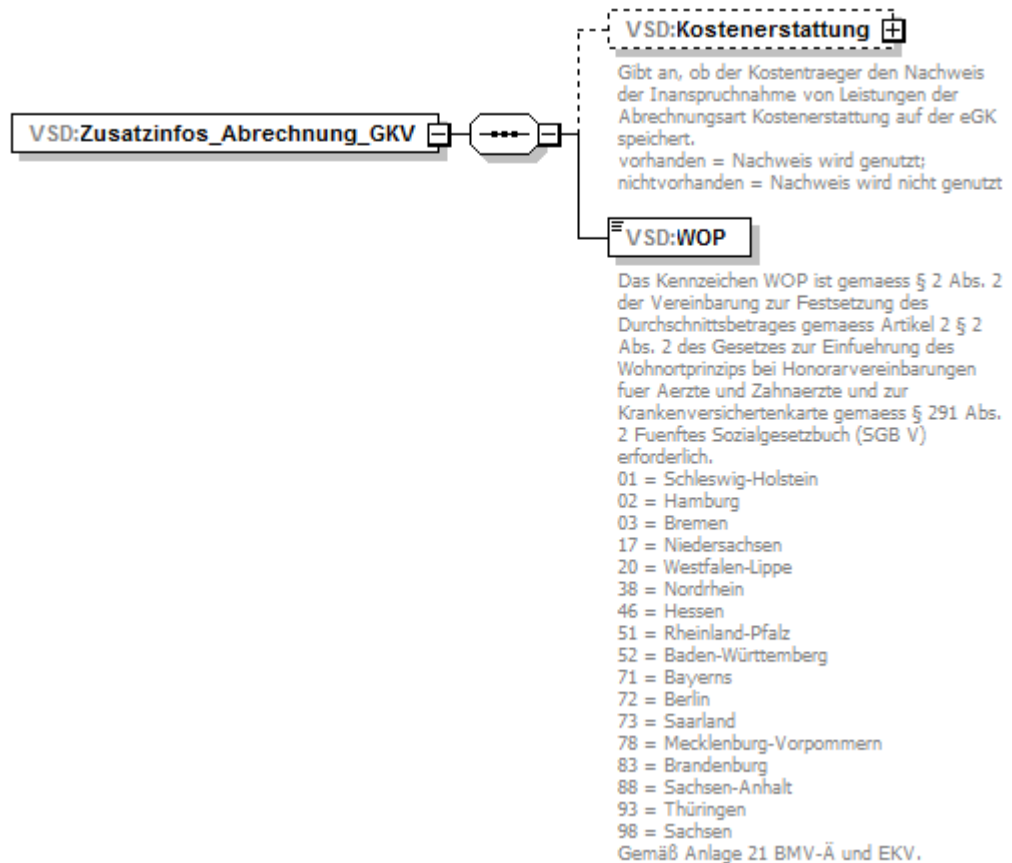 VSD:Kostenerstattung
Gibt an, ob der Kostentraeger den Nachweis
der Inanspruchnahme von Leistungen der
Abrechnungsart Kostenerstattung auf der eGK
speichert.
vorhanden = Nachweis wird genutzt;
nichtvorhanden = Nachweis wird nicht genutzt
VSD:Zusatzinfos_Abrechnung_GKV
VSD:WOP
Das Kennzeichen WOP ist gemaess § 2 Abs. 2
der Vereinbarung zur Festsetzung des
Durchschnittsbetrages gemaess Artikel 2 § 2
Abs. 2 des Gesetzes zur Einfuehrung des
Wohnortprinzips bei Honorarvereinbarungen
fuer Aerzte und Zahnaerzte und zur
Krankenversichertenkarte gemaess § 291 Abs.
2 Fuenftes Sozialgesetzbuch (SGB V)
erforderlich.
01 = Schleswig-Holstein
02 = Hamburg
03 = Bremen
17 = Niedersachsen
20 = Westfalen-Lippe
38 = Nordrhein
46 = Hessen
51 = Rheinland-Pfalz
52 = Baden-Württemberg
71 = Bayerns
72 = Berlin
73 = Saarland
78 = Mecklenburg-Vorpommern
83 = Brandenburg
88 = Sachsen-Anhalt
93 = Thüringen
98 = Sachsen
Gemäß Anlage 21 BMV-Ä und EKV.